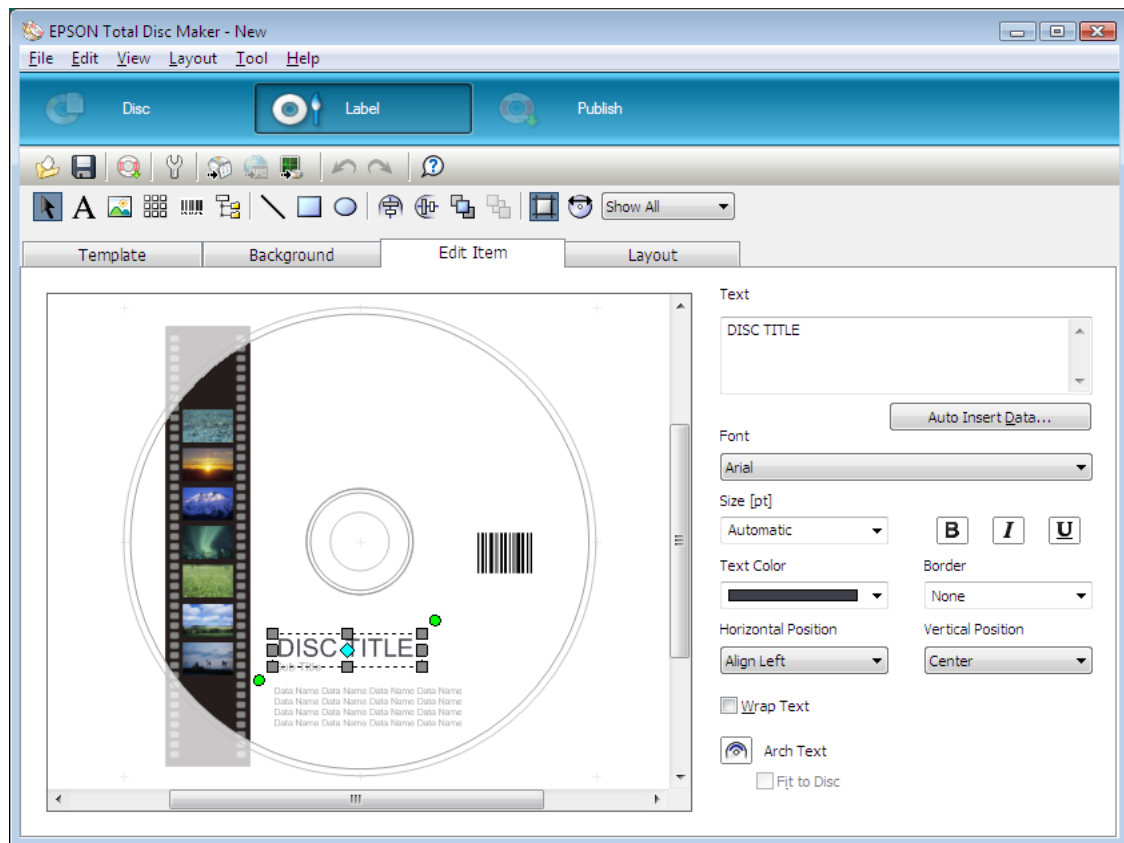 EPSON Total Disc Maker - New
File Edit View Layout Tool Help
Disc Label Publish
A Show All
Template Background Edit Item Layout
Text
DISC TITLE
Auto Insert Data...
Font
Arial
Size [pt]
Automatic B I U
Text Color Border
None
Horizontal Position Vertical Position
Align Left Center
Wrap Text
Arch Text
Fit to Disc
DISC TITLE
Sub Title
Data Name Data Name Data Name Data Name
Data Name Data Name Data Name Data Name
Data Name Data Name Data Name Data Name
Data Name Data Name Data Name Data Name